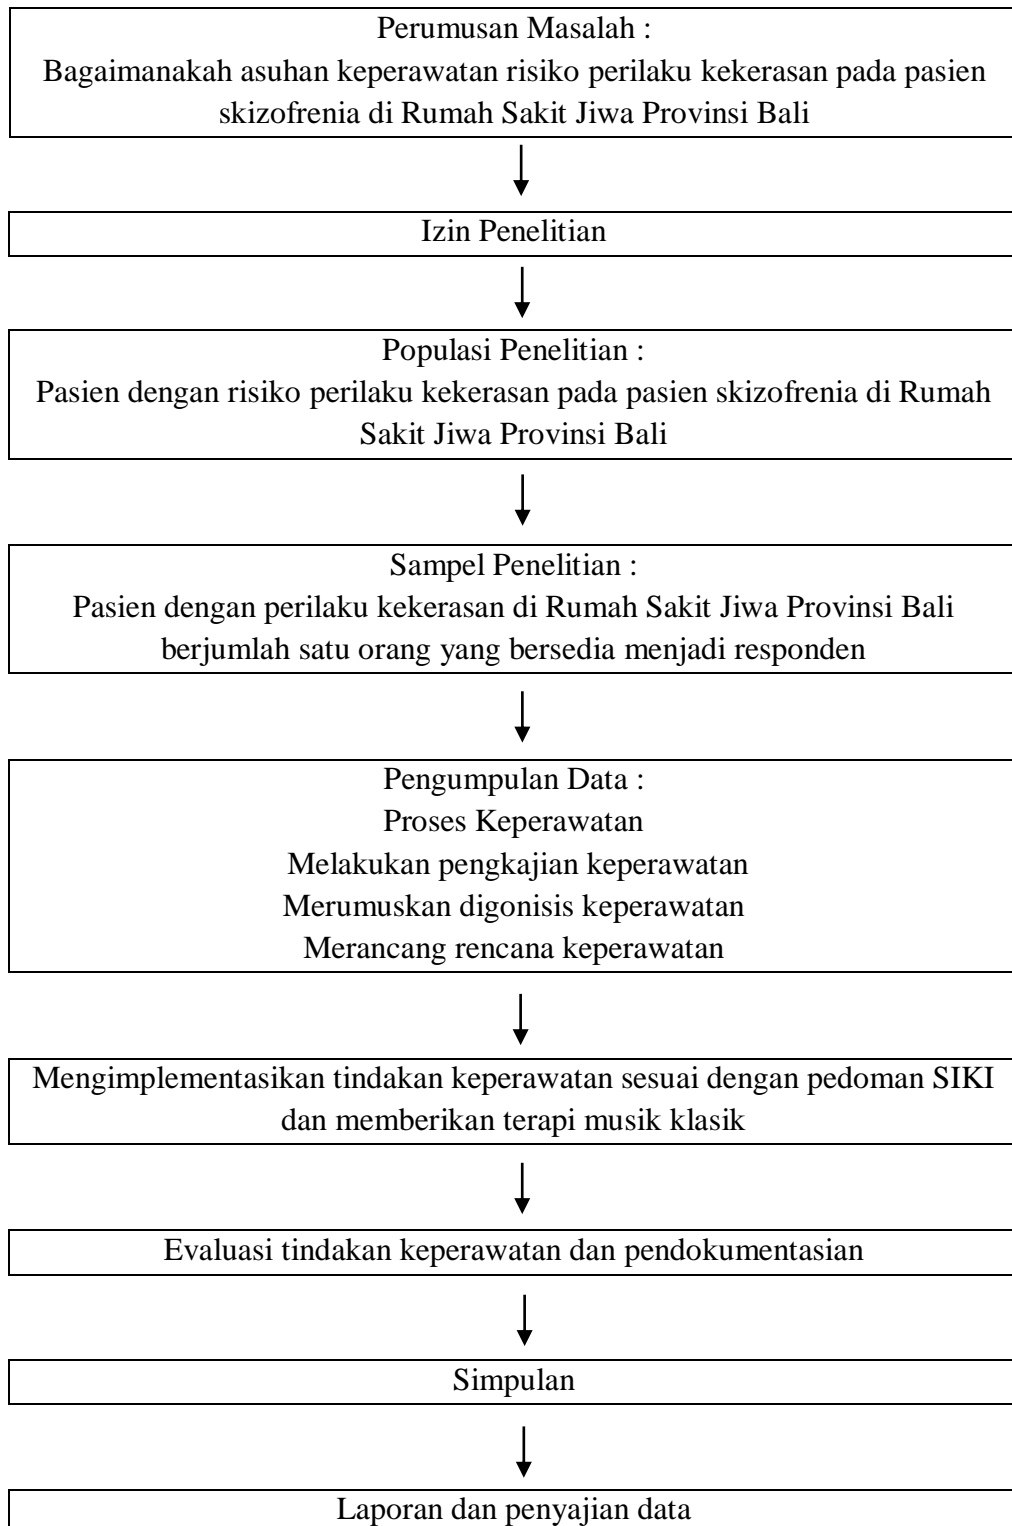 Perumusan Masalah :
Bagaimanakah asuhan keperawatan risiko perilaku kekerasan pada pasien
skizofrenia di Rumah Sakit Jiwa Provinsi Bali
Izin Penelitian
Populasi Penelitian :
Pasien dengan risiko perilaku kekerasan pada pasien skizofrenia di Rumah
Sakit Jiwa Provinsi Bali
Sampel Penelitian :
Pasien dengan perilaku kekerasan di Rumah Sakit Jiwa Provinsi Bali
berjumlah satu orang yang bersedia menjadi responden
Pengumpulan Data :
Proses Keperawatan
Melakukan pengkajian keperawatan
Merumuskan digonisis keperawatan
Merancang rencana keperawatan
Mengimplementasikan tindakan keperawatan sesuai dengan pedoman SIKI
dan memberikan terapi musik klasik
Evaluasi tindakan keperawatan dan pendokumentasian
Simpulan
Laporan dan penyajian data